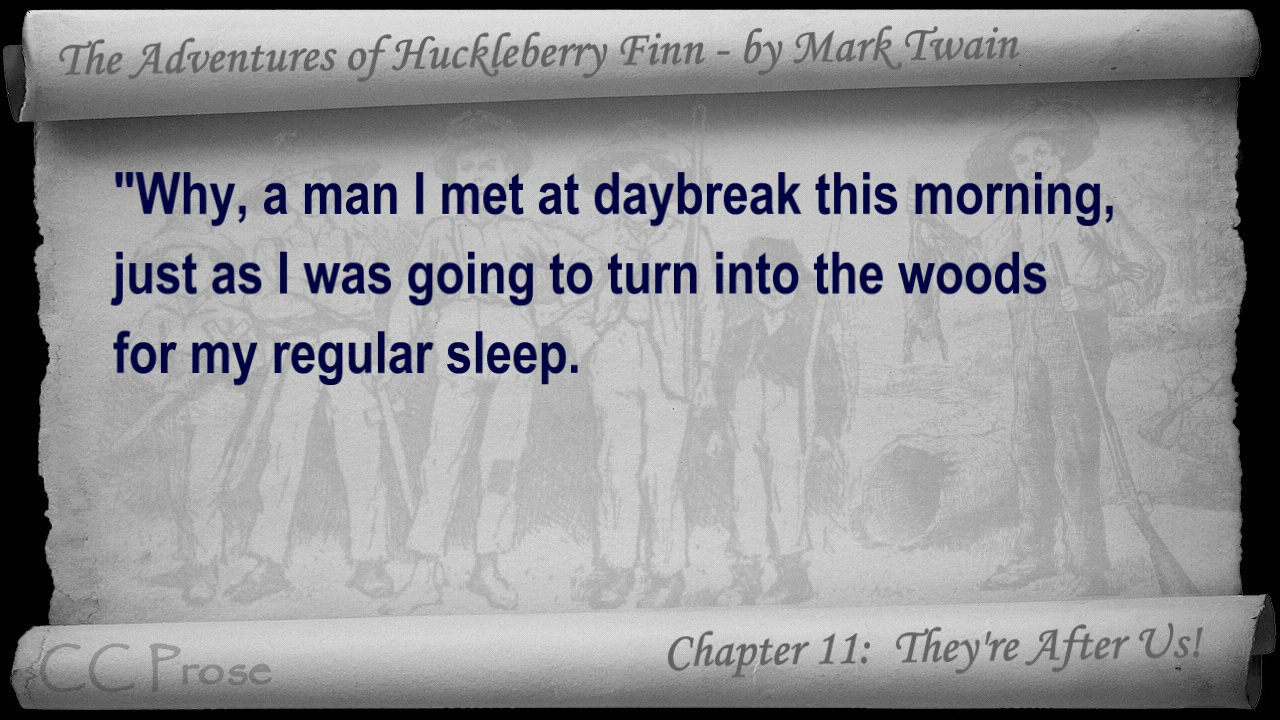 The Adventures of Huckleberry Finn - by Mark Twain
"Why, a man I met at daybreak this morning,
just as I was going to turn into the woods
for my regular sleep.
CC Prose
Chapter 11: They're After Us!